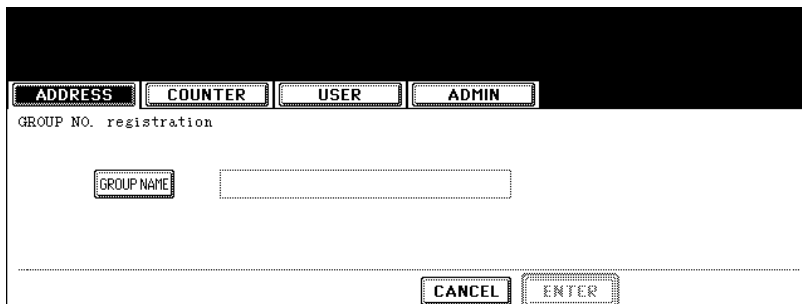 ADDRESS COUNTER USER ADMIN
GROUP NO. registration
GROUP NAME
CANCEL ENTER